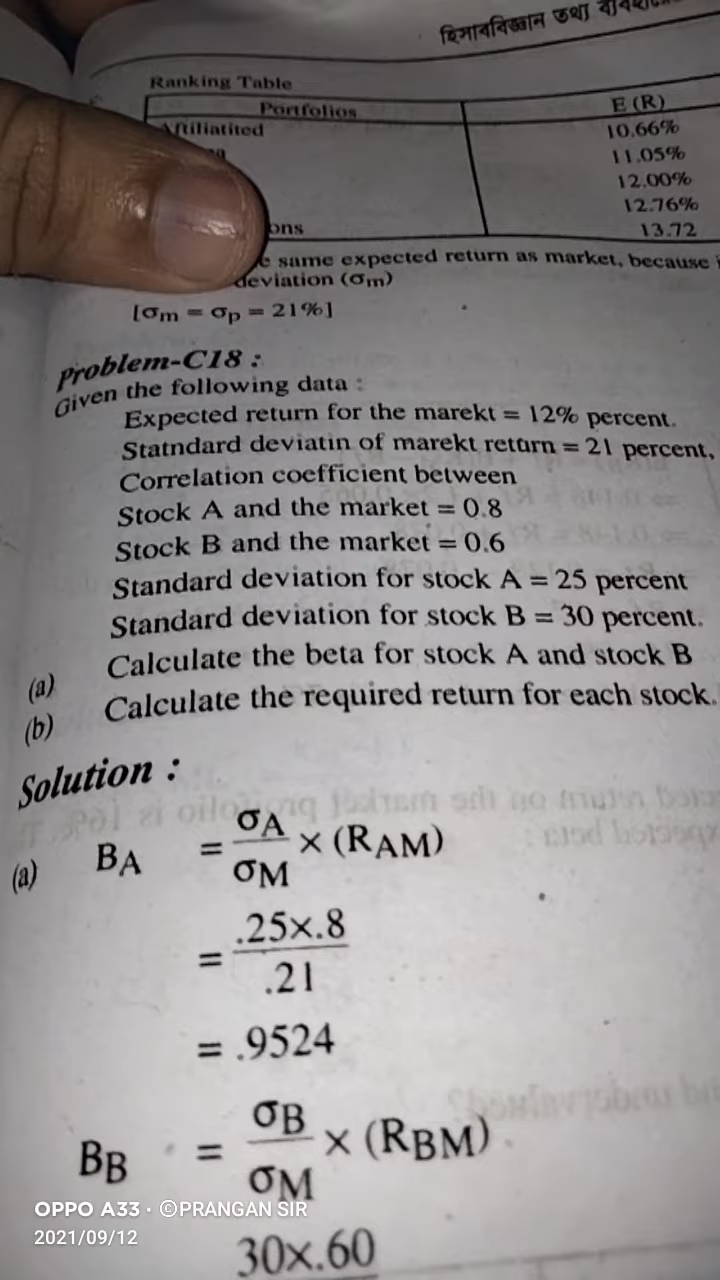 হিসাববিজ্ঞান তথ্য
Ranking Table
Portfolios E (R)
Affiliatited 10.66%
11.05%
12.00%
12.76%
ons 13.72
same expected return as market, because
deviation (σm)
[σm = σp = 21%]
Problem-C18 :
Given the following data :
Expected return for the marekt = 12% percent.
Statndard deviatin of marekt return = 21 percent,
Correlation coefficient between
Stock A and the market = 0.8
Stock B and the market = 0.6
Standard deviation for stock A = 25 percent
Standard deviation for stock B = 30 percent.
(a) Calculate the beta for stock A and stock B
(b) Calculate the required return for each stock.
Solution :
(a) BA = σA/σM × (RAM)
= .25×.8/.21
= .9524
BB = σB/σM × (RBM)
30×.60
OPPO A33 · ©PRANGAN SIR
2021/09/12